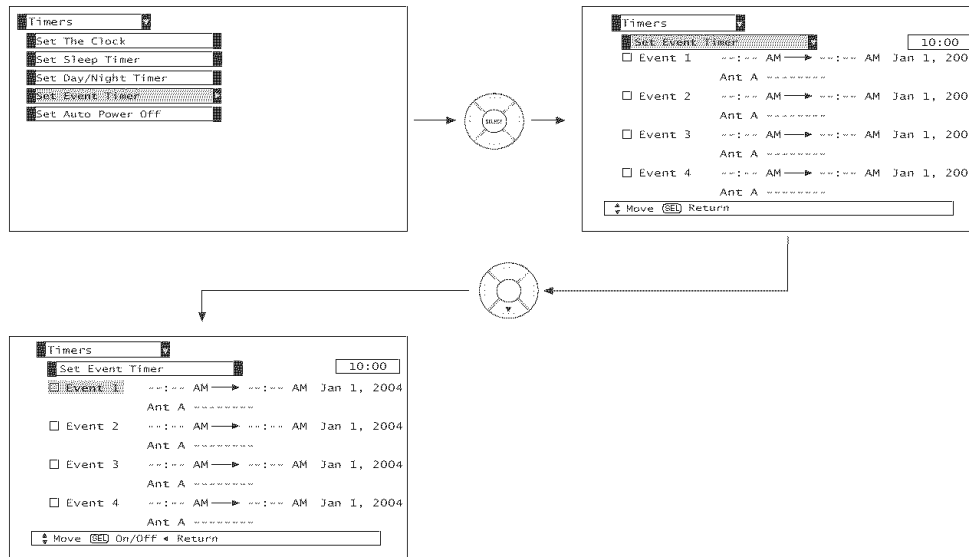 Timers
Set The Clock
Set Sleep Timer
Set Day/Night Timer
Set Event Timer
Set Auto Power Off
SELECT
Timers
Set Event Timer
10:00
Event 1 --:-- AM --:-- AM Jan 1, 200
Ant A --------
Event 2 --:-- AM --:-- AM Jan 1, 200
Ant A --------
Event 3 --:-- AM --:-- AM Jan 1, 200
Ant A --------
Event 4 --:-- AM --:-- AM Jan 1, 200
Ant A --------
Move SEL Return
Timers
Set Event Timer
10:00
Event 1 --:-- AM --:-- AM Jan 1, 2004
Ant A --------
Event 2 --:-- AM --:-- AM Jan 1, 2004
Ant A --------
Event 3 --:-- AM --:-- AM Jan 1, 2004
Ant A --------
Event 4 --:-- AM --:-- AM Jan 1, 2004
Ant A --------
Move SEL On/Off Return